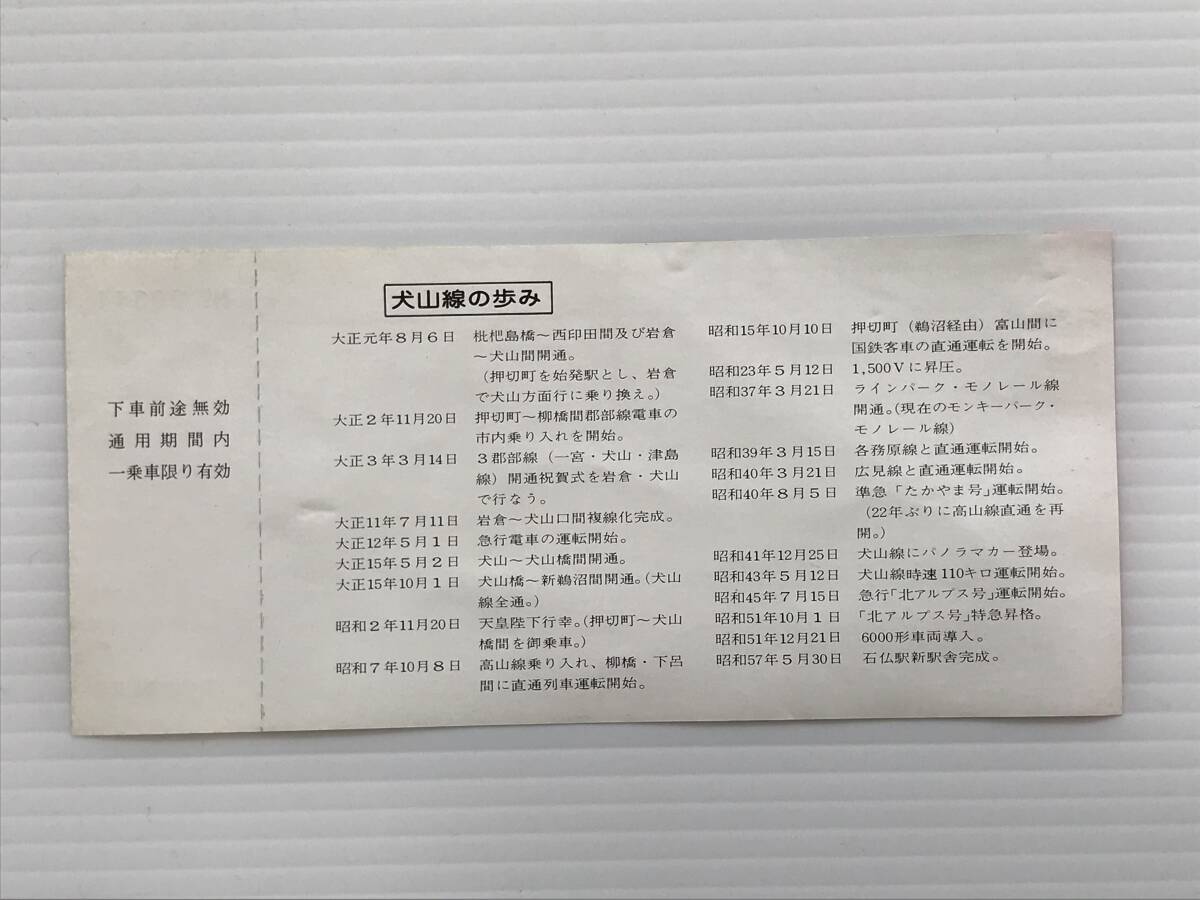 下車前途無効
通用期間内
一乗車限り有効
犬山線の歩み
大正元年8月6日 枇杷島橋～西印田間及び岩倉
～犬山間開通。
(押切町を始発駅とし、岩倉
で犬山方面行に乗り換え。)
大正2年11月20日 押切町～柳橋間郡部線電車の
市内乗り入れを開始。
大正3年3月14日 3郡部線(一宮・犬山・津島
線)開通祝賀式を岩倉・犬山
で行なう。
大正11年7月11日 岩倉～犬山口間複線化完成。
大正12年5月1日 急行電車の運転開始。
大正15年5月2日 犬山～犬山橋間開通。
大正15年10月1日 犬山橋～新鵜沼間開通。(犬山
線全通。)
昭和2年11月20日 天皇陛下行幸。(押切町～犬山
橋間を御乗車。)
昭和7年10月8日 高山線乗り入れ、柳橋・下呂
間に直通列車運転開始。
昭和15年10月10日 押切町(鵜沼経由)富山間に
国鉄客車の直通運転を開始。
昭和23年5月12日 1,500Vに昇圧。
昭和37年3月21日 ラインパーク・モノレール線
開通。(現在のモンキーパーク・
モノレール線)
昭和39年3月15日 各務原線と直通運転開始。
昭和40年3月21日 広見線と直通運転開始。
昭和40年8月5日 準急「たかやま号」運転開始。
(22年ぶりに高山線直通を再
開。)
昭和41年12月25日 犬山線にパノラマカー登場。
昭和43年5月12日 犬山線時速110キロ運転開始。
昭和45年7月15日 急行「北アルプス号」運転開始。
昭和51年10月1日 「北アルプス号」特急昇格。
昭和51年12月21日 6000形車両導入。
昭和57年5月30日 石仏駅新駅舎完成。